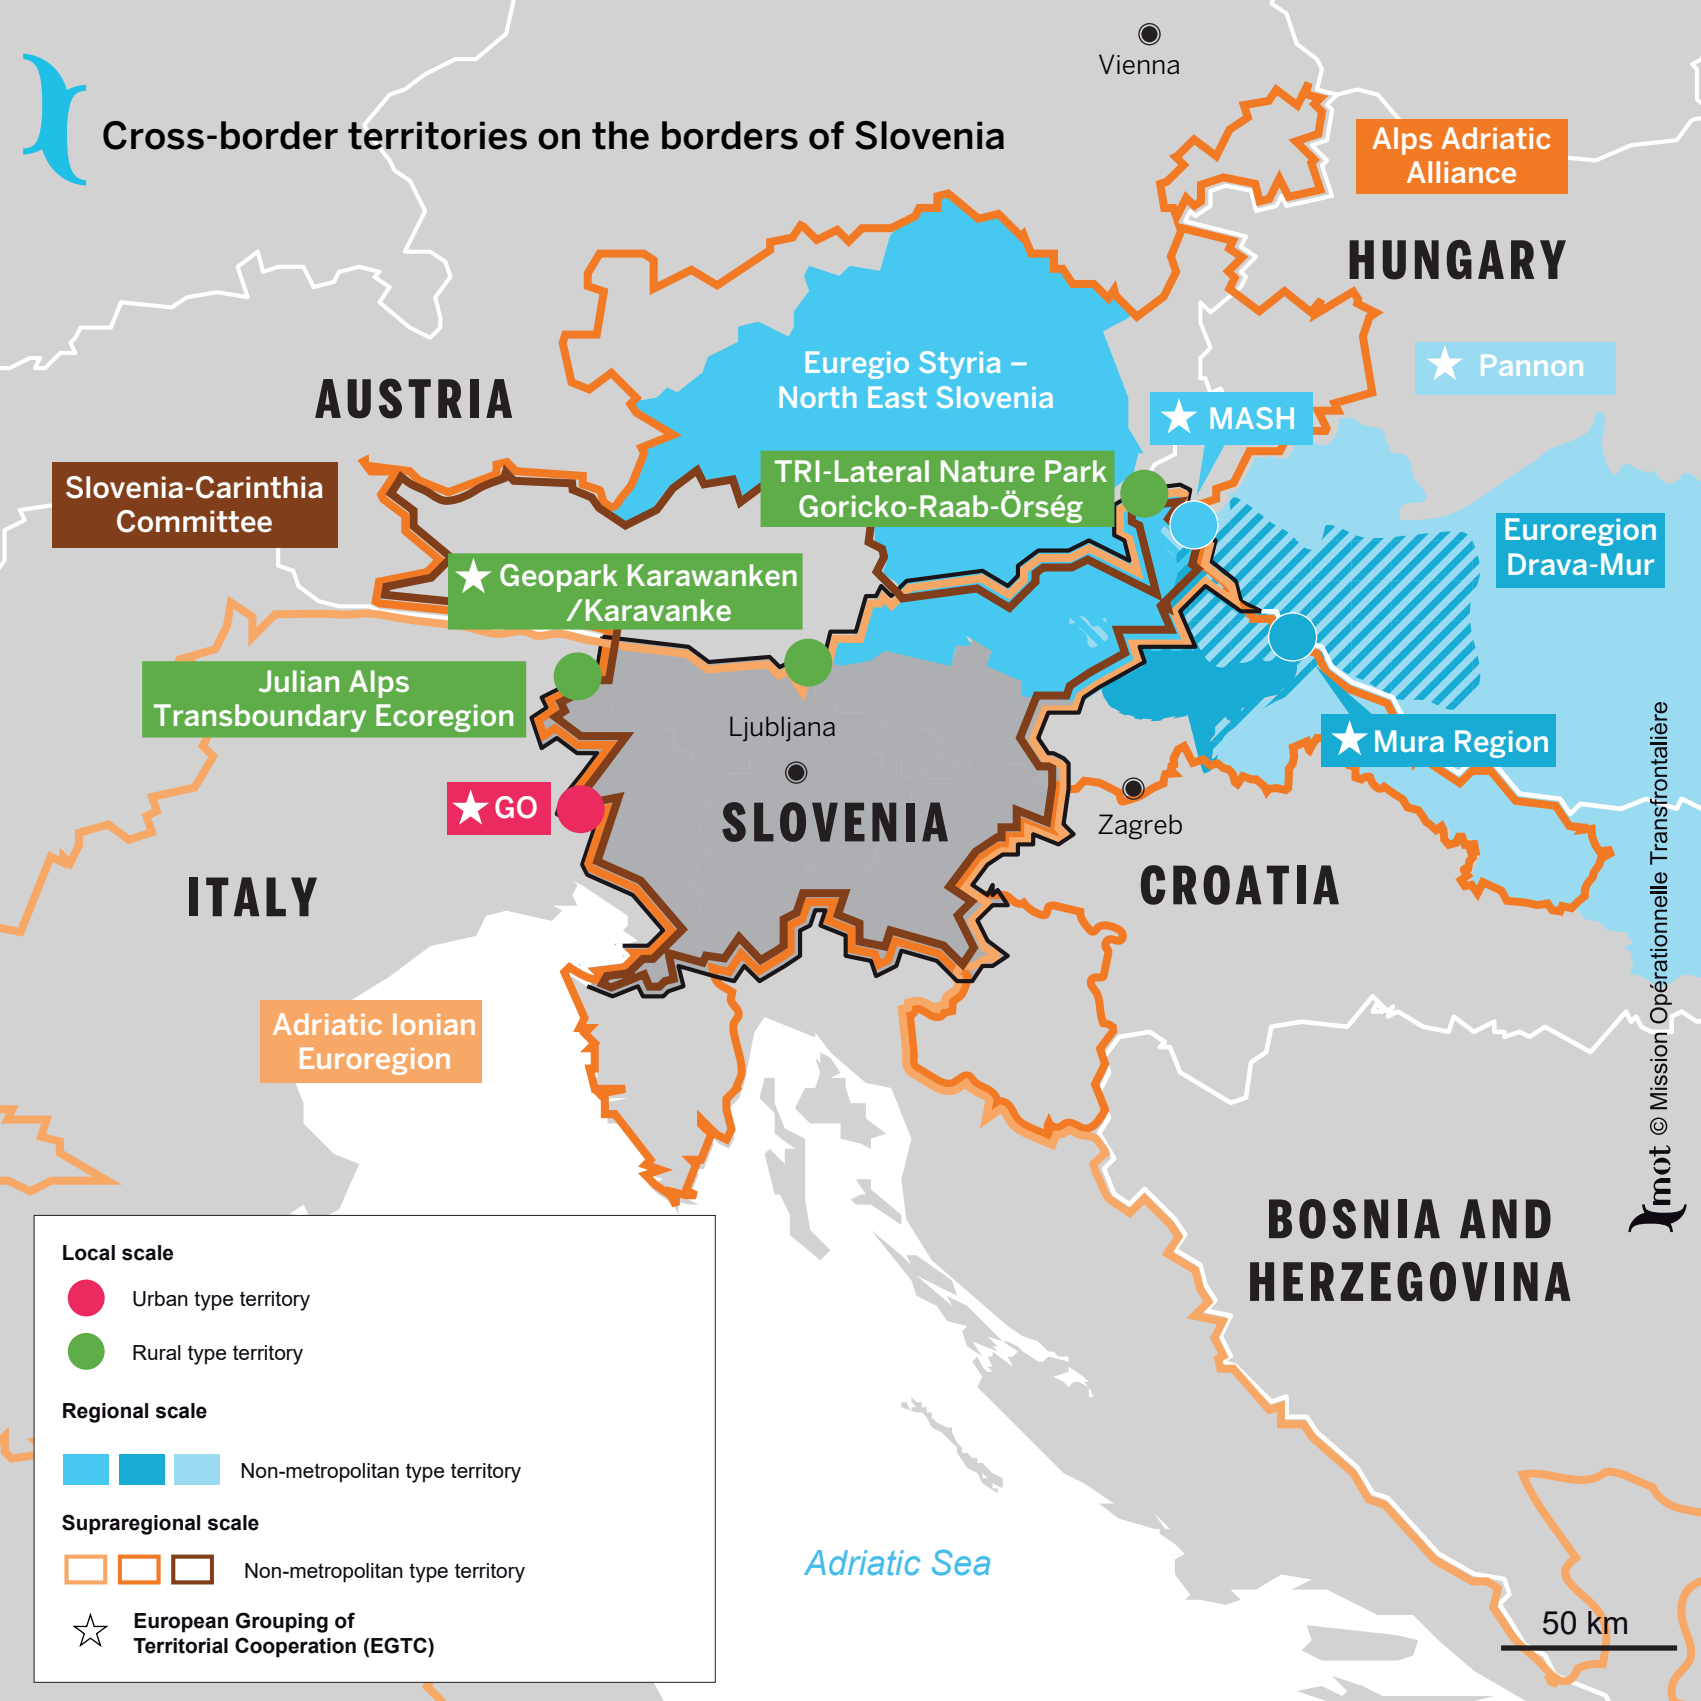 Vienna
Cross-border territories on the borders of Slovenia
Alps Adriatic
Alliance
HUNGARY
Euregio Styria –
North East Slovenia
Pannon
AUSTRIA
MASH
TRI-Lateral Nature Park
Goricko-Raab-Örség
Slovenia-Carinthia
Committee
Euroregion
Drava-Mur
Geopark Karawanken
/Karavanke
Julian Alps
Transboundary Ecoregion
Ljubljana
Mura Region
GO
SLOVENIA
Zagreb
CROATIA
ITALY
Adriatic Ionian
Euroregion
BOSNIA AND
HERZEGOVINA
mot © Mission Opérationnelle Transfrontalière
Local scale
Urban type territory
Rural type territory
Regional scale
Non-metropolitan type territory
Supraregional scale
Non-metropolitan type territory
European Grouping of
Territorial Cooperation (EGTC)
Adriatic Sea
50 km